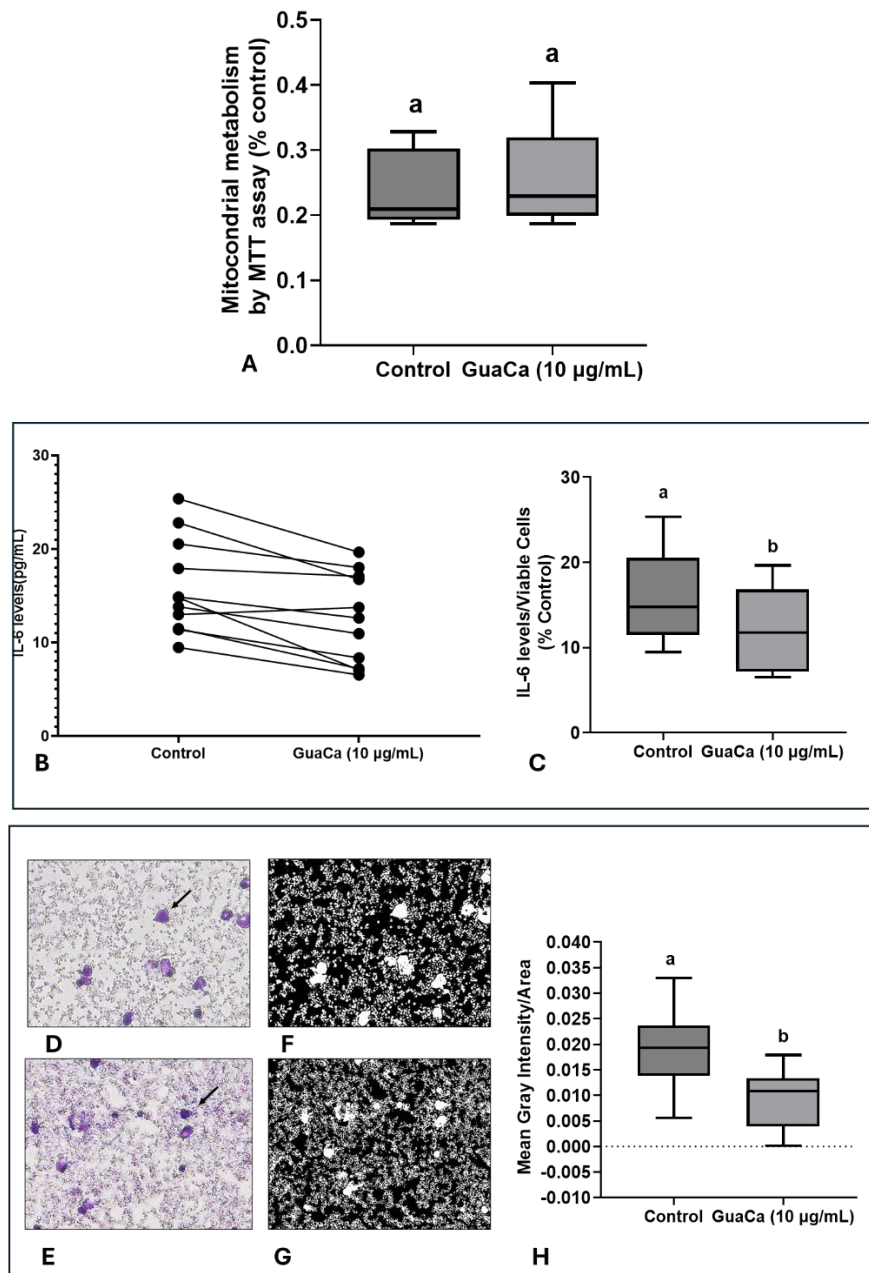 0.5
0.4
0.3
0.2
0.1
0.0
Mitocondrial metabolism
by MTT assay (% control)
a
a
Control GuaCa (10 µg/mL)
A
30
20
10
0
IL-6 levels(pg/mL)
Control
GuaCa (10 µg/mL)
B
30
20
10
0
IL-6 levels/Viable Cells
(% Control)
a
b
Control GuaCa (10 µg/mL)
C
D
F
E
G
0.040
0.035
0.030
0.025
0.020
0.015
0.010
0.005
0.000
-0.005
-0.010
Mean Gray Intensity/Area
a
b
Control GuaCa (10 µg/mL)
H